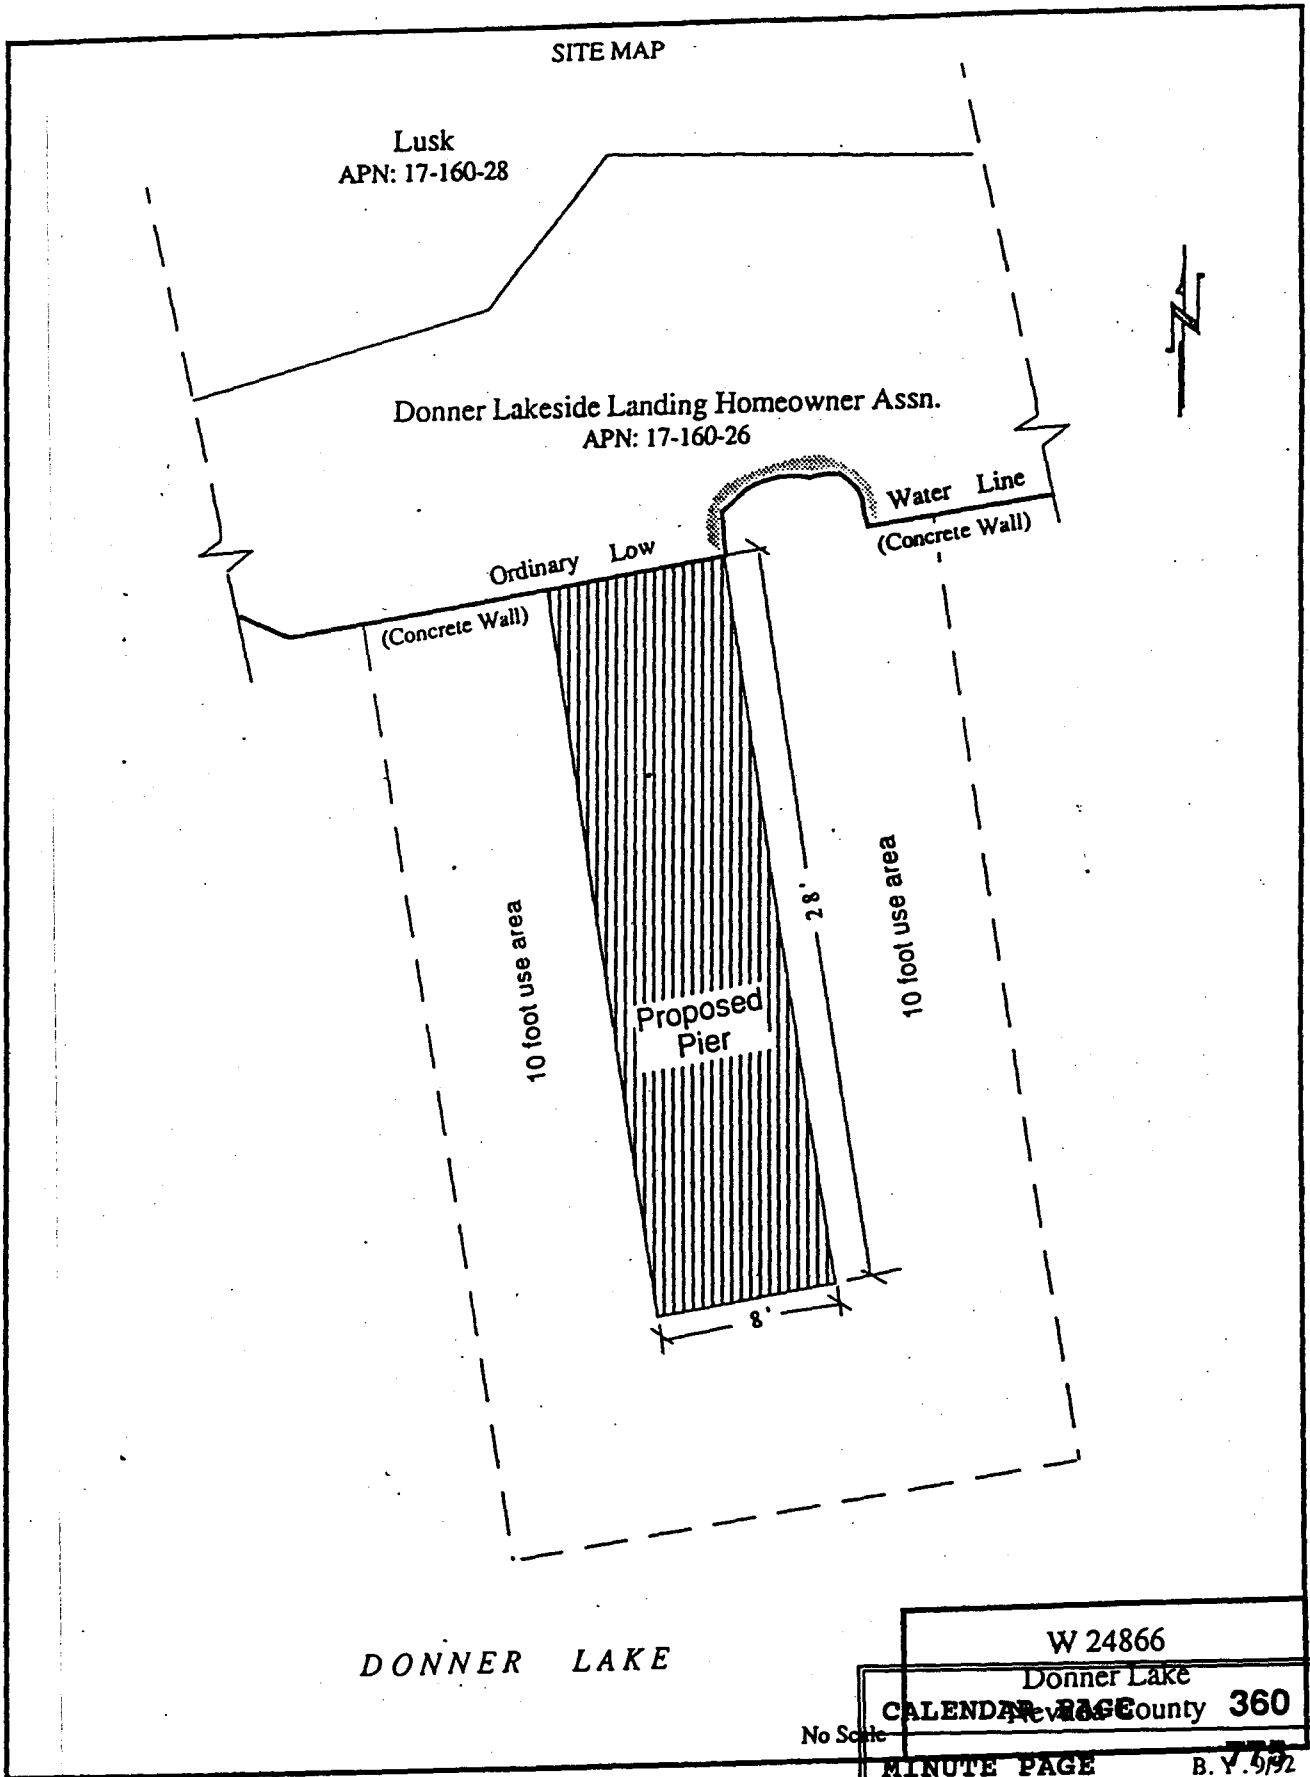 SITE MAP
Lusk
APN: 17-160-28
Donner Lakeside Landing Homeowner Assn.
APN: 17-160-26
Water Line
(Concrete Wall)
Ordinary Low
(Concrete Wall)
28'
10 foot use area
10 foot use area
Proposed
Pier
8'
DONNER LAKE
W 24866
Donner Lake
Nevada County
CALENDAR PAGE 360
No Scale
MINUTE PAGE
B. Y. 9/92